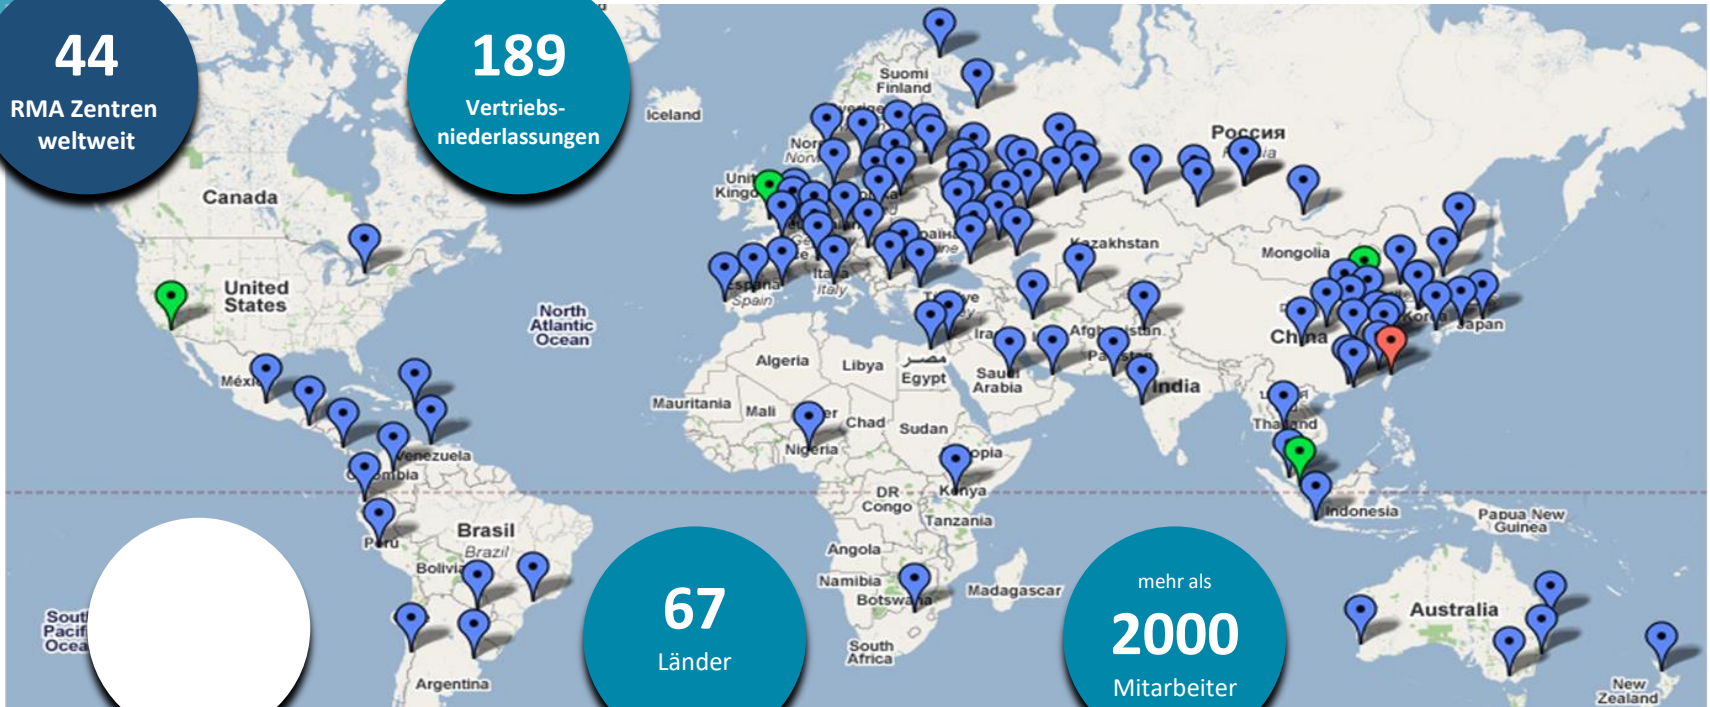 44
RMA Zentren
weltweit
189
Vertriebs-
niederlassungen
Suomi
Finland
Iceland
Россия
Canada
Kazakhstan
Mongolia
United
States
Italy
Spain
North
Atlantic
Ocean
China
Japan
Algeria
Libya
مصر
Egypt
Saudi
Arabia
India
Mauritania
Mali
Chad
Sudan
Nigeria
Thailand
Venezuela
DR
Congo
Kenya
Tanzania
Indonesia
Papua New
Guinea
Brasil
Brazil
Peru
Bolivia
Angola
Namibia
Botswana
Madagascar
Australia
South
Africa
Argentina
New
Zealand
67
Länder
mehr als
2000
Mitarbeiter